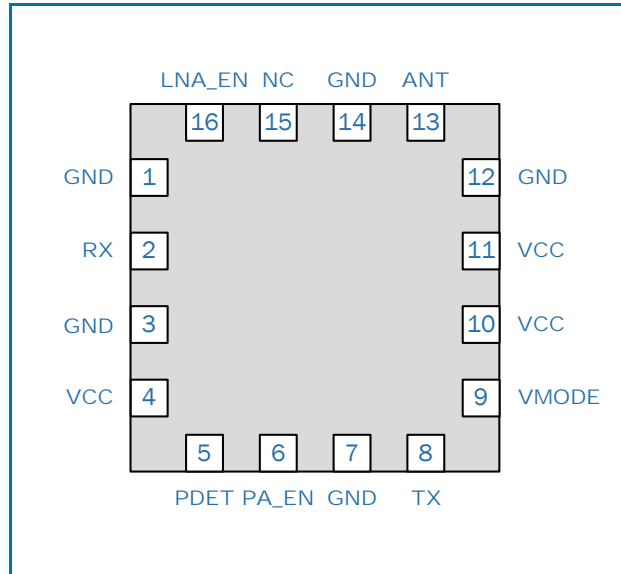 LNA_EN NC GND ANT
16 15 14 13
GND 1 12 GND
RX 2 11 VCC
GND 3 10 VCC
VCC 4 9 VMODE
5 6 7 8
PDET PA_EN GND TX